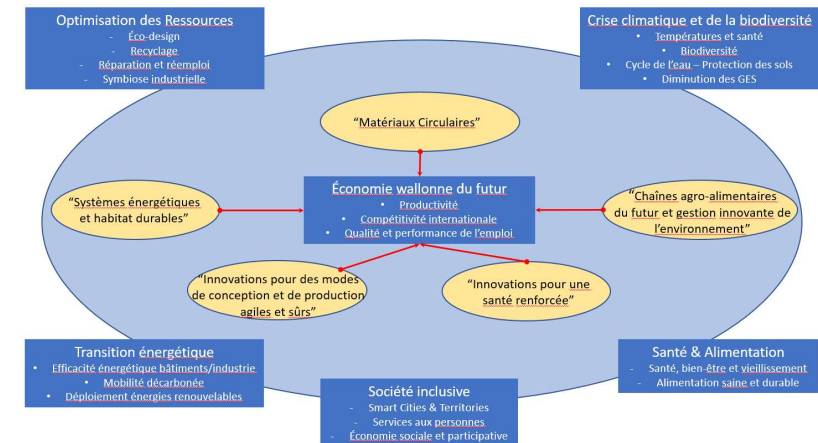 Optimisation des Ressources
- Éco-design
- Recyclage
- Réparation et réemploi
- Symbiose industrielle
Crise climatique et de la biodiversité
• Températures et santé
• Biodiversité
• Cycle de l'eau – Protection des sols
• Diminution des GES
“Matériaux Circulaires”
“Systèmes énergétiques
et habitat durables”
Économie wallonne du futur
• Productivité
• Compétitivité internationale
• Qualité et performance de l'emploi
“Chaînes agro-alimentaires
du futur et gestion innovante de
l'environnement”
“Innovations pour des modes
de conception et de production
agiles et sûrs”
“Innovations pour une
santé renforcée”
Transition énergétique
• Efficacité énergétique bâtiments/industrie
• Mobilité décarbonée
• Déploiement énergies renouvelables
Société inclusive
- Smart Cities & Territories
- Services aux personnes
- Économie sociale et participative
Santé & Alimentation
- Santé, bien-être et vieillissement
- Alimentation saine et durable